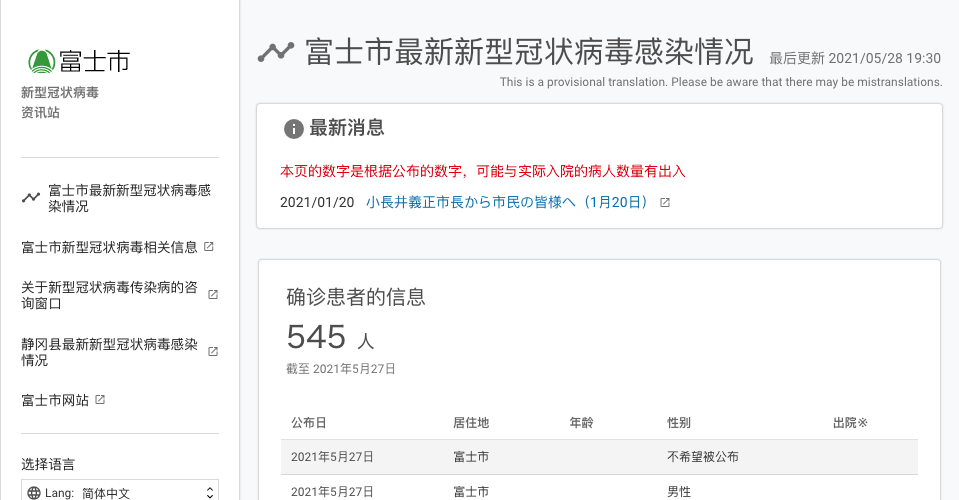 富士市
新型冠状病毒
资讯站
富士市最新新型冠状病毒感
染情况
富士市新型冠状病毒相关信息
关于新型冠状病毒传染病的咨
询窗口
静冈县最新新型冠状病毒感染
情况
富士市网站
选择语言
Lang: 简体中文
富士市最新新型冠状病毒感染情况 最后更新 2021/05/28 19:30
This is a provisional translation. Please be aware that there may be mistranslations.
最新消息
本页的数字是根据公布的数字，可能与实际入院的病人数量有出入
2021/01/20 小長井義正市長から市民の皆様へ（1月20日）
确诊患者的信息
545 人
截至 2021年5月27日
公布日 居住地 年龄 性别 出院※
2021年5月27日 富士市 不希望被公布
2021年5月27日 富士市 男性